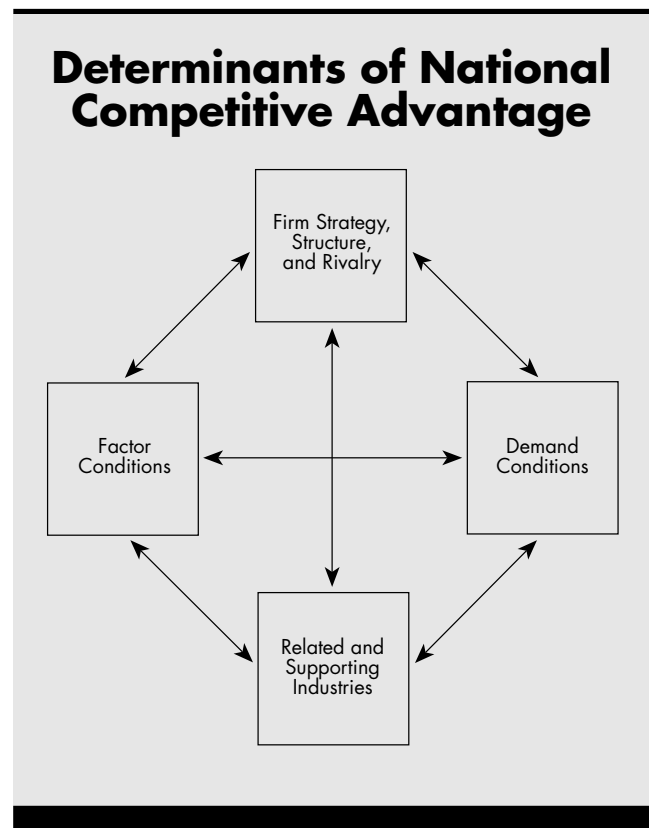 Determinants of National
Competitive Advantage
Firm Strategy,
Structure,
and Rivalry
Factor
Conditions
Demand
Conditions
Related and
Supporting
Industries